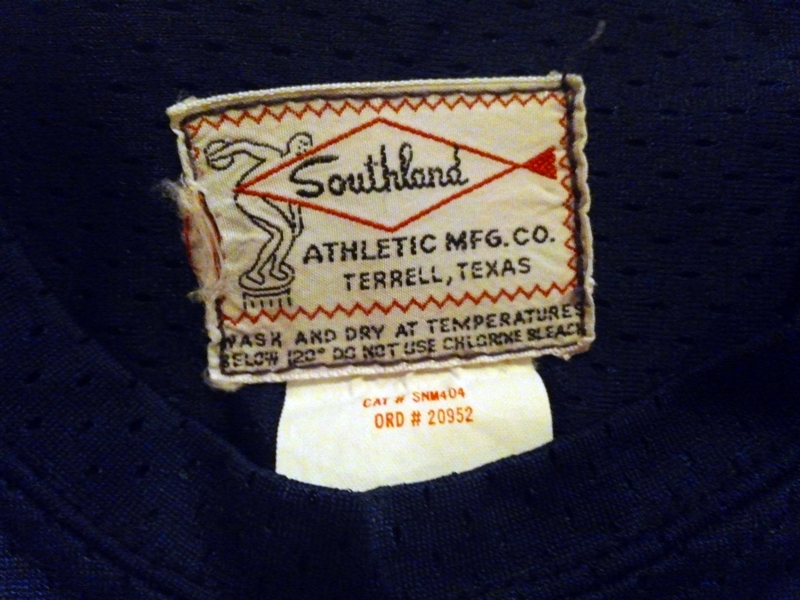 Southland
ATHLETIC MFG. CO.
TERRELL, TEXAS
WASH AND DRY AT TEMPERATURES
BELOW 120° DO NOT USE CHLORINE BLEACH
CAT # SNM404
ORD # 20952